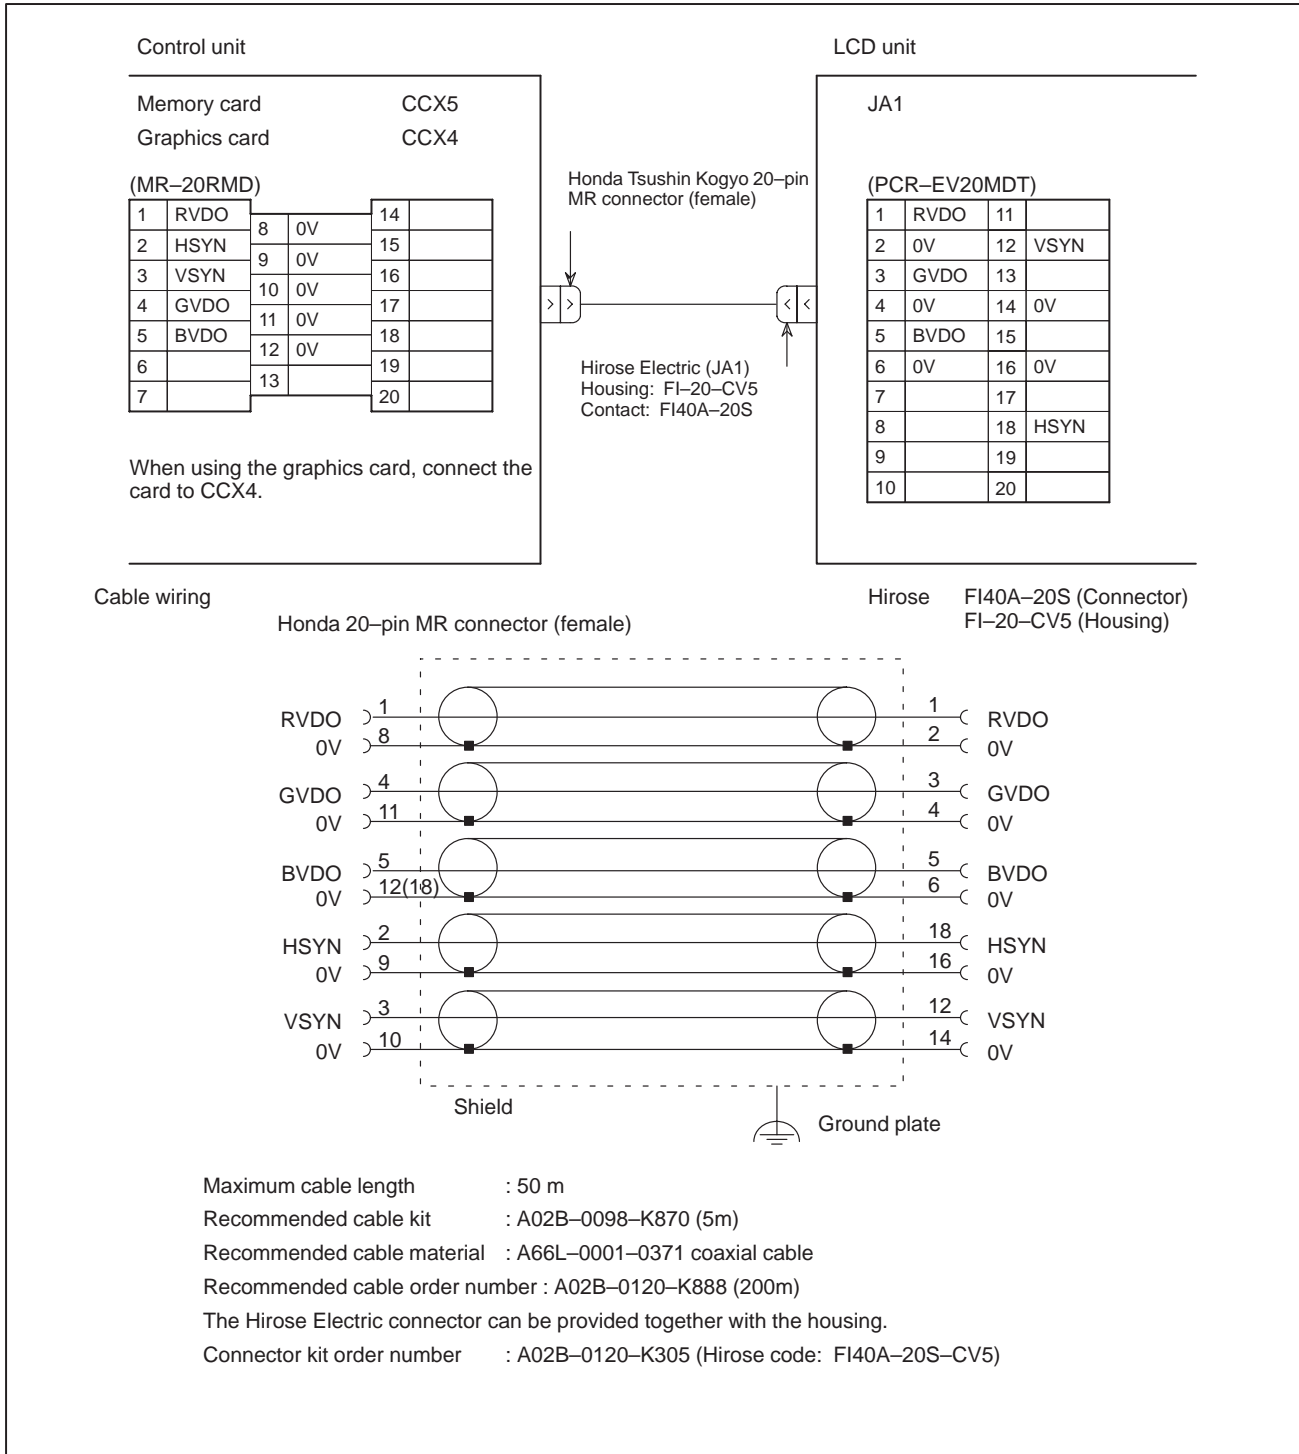 Control unit
LCD unit
Memory card CCX5
Graphics card CCX4
JA1
(MR–20RMD)
1 RVDO
2 HSYN
3 VSYN
4 GVDO
5 BVDO
6
7
8 0V
9 0V
10 0V
11 0V
12 0V
13
14
15
16
17
18
19
20
Honda Tsushin Kogyo 20–pin
MR connector (female)
Hirose Electric (JA1)
Housing: FI–20–CV5
Contact: FI40A–20S
(PCR–EV20MDT)
1 RVDO 11
2 0V 12 VSYN
3 GVDO 13
4 0V 14 0V
5 BVDO 15
6 0V 16 0V
7 17
8 18 HSYN
9 19
10 20
When using the graphics card, connect the
card to CCX4.
Cable wiring
Honda 20–pin MR connector (female)
Hirose FI40A–20S (Connector)
FI–20–CV5 (Housing)
RVDO 1 1 RVDO
0V 8 2 0V
GVDO 4 3 GVDO
0V 11 4 0V
BVDO 5 5 BVDO
0V 12(18) 6 0V
HSYN 2 18 HSYN
0V 9 16 0V
VSYN 3 12 VSYN
0V 10 14 0V
Shield
Ground plate
Maximum cable length : 50 m
Recommended cable kit : A02B–0098–K870 (5m)
Recommended cable material : A66L–0001–0371 coaxial cable
Recommended cable order number : A02B–0120–K888 (200m)
The Hirose Electric connector can be provided together with the housing.
Connector kit order number : A02B–0120–K305 (Hirose code: FI40A–20S–CV5)